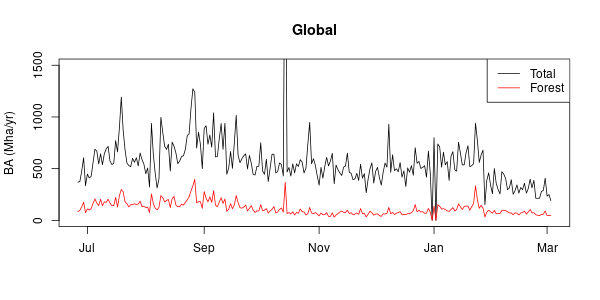 Global
BA (Mha/yr)
1500
1000
500
0
Total
Forest
Jul
Sep
Nov
Jan
Mar